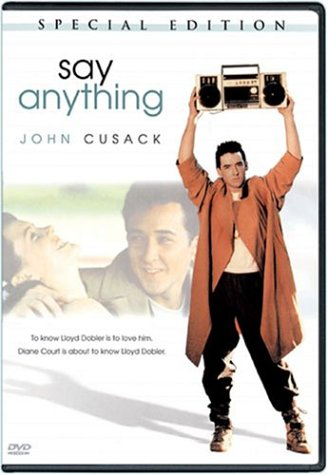 SPECIAL EDITION
say
anything
JOHN CUSACK
To know Lloyd Dobler is to love him.
Diane Court is about to know Lloyd Dobler.
DVD